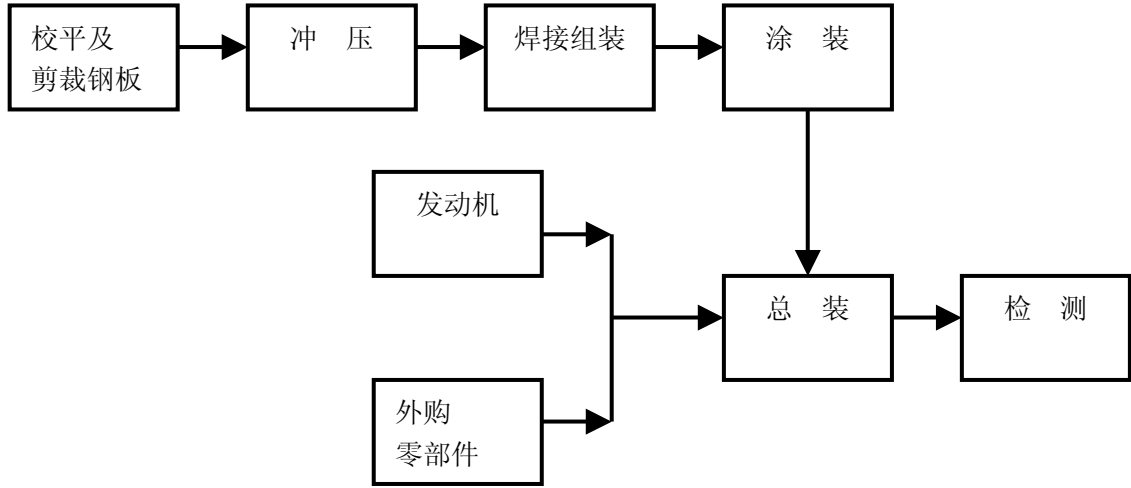 校平及
剪裁钢板
冲 压
焊接组装
涂 装
发动机
总 装
检 测
外购
零部件